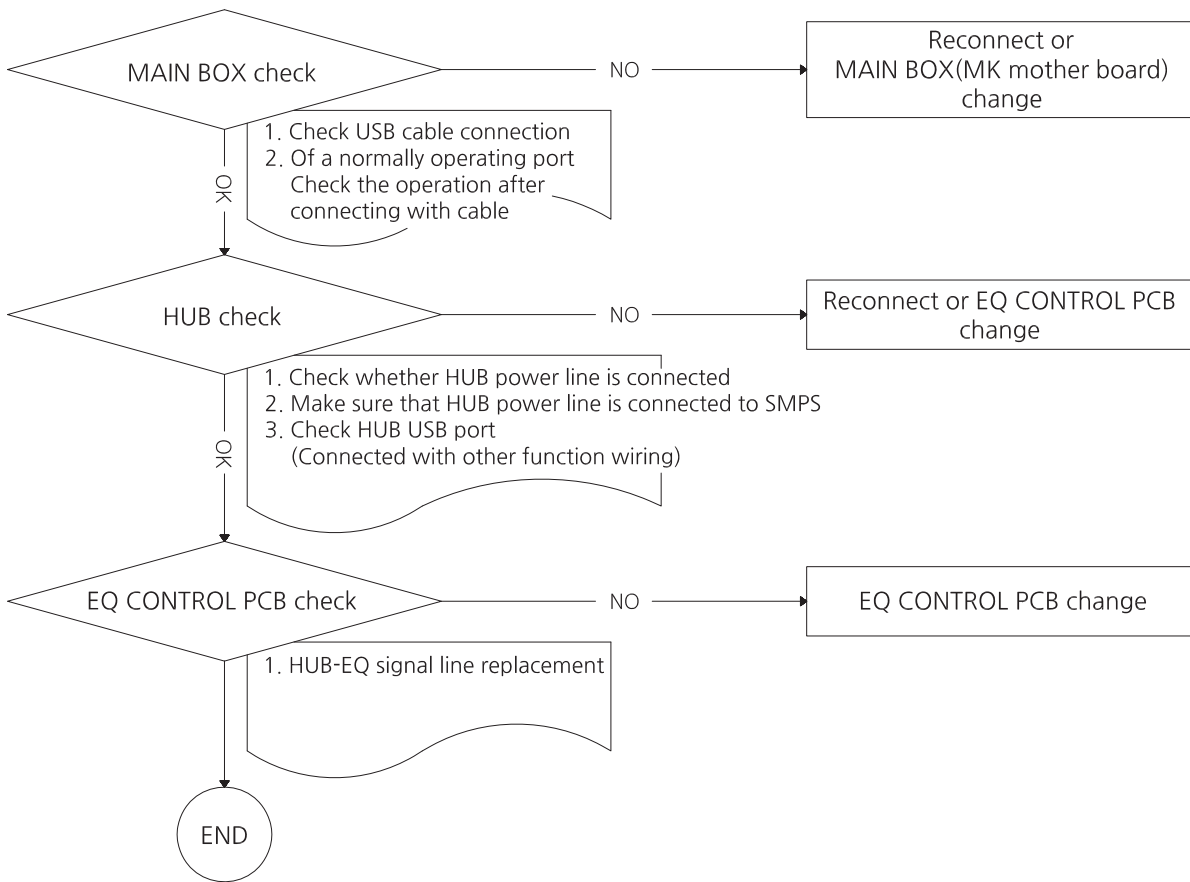 MAIN BOX check
NO
Reconnect or
MAIN BOX(MK mother board)
change
1. Check USB cable connection
2. Of a normally operating port
Check the operation after
connecting with cable
OK
HUB check
NO
Reconnect or EQ CONTROL PCB
change
1. Check whether HUB power line is connected
2. Make sure that HUB power line is connected to SMPS
3. Check HUB USB port
(Connected with other function wiring)
OK
EQ CONTROL PCB check
NO
EQ CONTROL PCB change
1. HUB-EQ signal line replacement
END